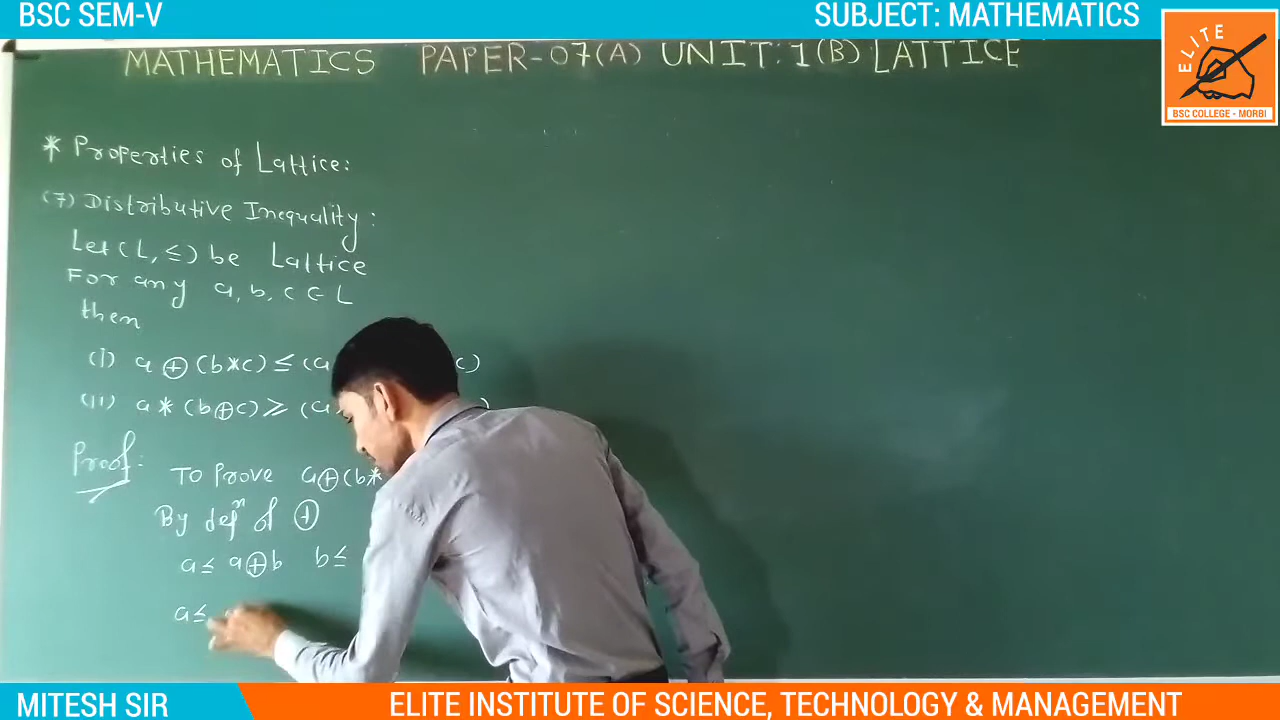 BSC SEM-V
SUBJECT: MATHEMATICS
ELITE
BSC COLLEGE - MORBI
MATHEMATICS PAPER-07(A) UNIT:1(B) LATTICE
* Properties of Lattice:
(7) Distributive Inequality:
Let (L, ≤) be Lattice
For any a, b, c ∈ L
then
(I) a ⊕ (b*c) ≤ (a c)
(II) a * (b⊕c) ≥ (a )
Proof: To Prove a⊕(b*
By defⁿ of ⊕
a ≤ a⊕b b ≤
a ≤
MITESH SIR
ELITE INSTITUTE OF SCIENCE, TECHNOLOGY & MANAGEMENT